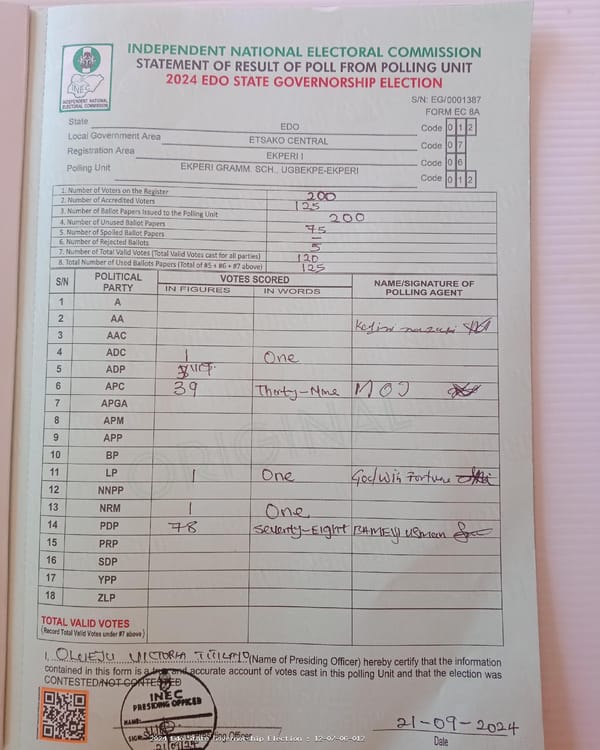 INDEPENDENT NATIONAL ELECTORAL COMMISSION
STATEMENT OF RESULT OF POLL FROM POLLING UNIT
2024 EDO STATE GOVERNORSHIP ELECTION
INEC
INDEPENDENT NATIONAL
ELECTORAL COMMISSION
S/N: EG/0001387
FORM EC 8A
State EDO Code 0 1 2
Local Government Area ETSAKO CENTRAL Code 0 7
Registration Area EKPERI I Code 0 6
Polling Unit EKPERI GRAMM. SCH., UGBEKPE-EKPERI Code 0 1 2
1. Number of Voters on the Register 200
2. Number of Accredited Voters 125
3. Number of Ballot Papers Issued to the Polling Unit 200
4. Number of Unused Ballot Papers 75
5. Number of Spoiled Ballot Papers –
6. Number of Rejected Ballots 5
7. Number of Total Valid Votes (Total Valid Votes cast for all parties) 120
8. Total Number of Used Ballots Papers (Total of #5 + #6 + #7 above) 125
S/N POLITICAL PARTY VOTES SCORED NAME/SIGNATURE OF POLLING AGENT
IN FIGURES IN WORDS
1 A
2 AA
3 AAC
4 ADC 1 One
5 ADP
6 APC 39 Thirty-Nine MOJ
7 APGA
8 APM
9 APP
10 BP
11 LP 1 One Godwin Fortune
12 NNPP
13 NRM 1 One
14 PDP 78 Seventy-Eight
15 PRP
16 SDP
17 YPP
18 ZLP
ORIGINAL
TOTAL VALID VOTES
(Record Total Valid Votes under #7 above)
I, VICTORIA (Name of Presiding Officer) hereby certify that the information
contained in this form is a true and accurate account of votes cast in this polling Unit and that the election was
CONTESTED/NOT CONTESTED
INEC
PRESIDING OFFICER
NAME:
SIGN
21/09/24
21-09-2024
Date
2024 Edo State Governorship Election : 12-07-06-012